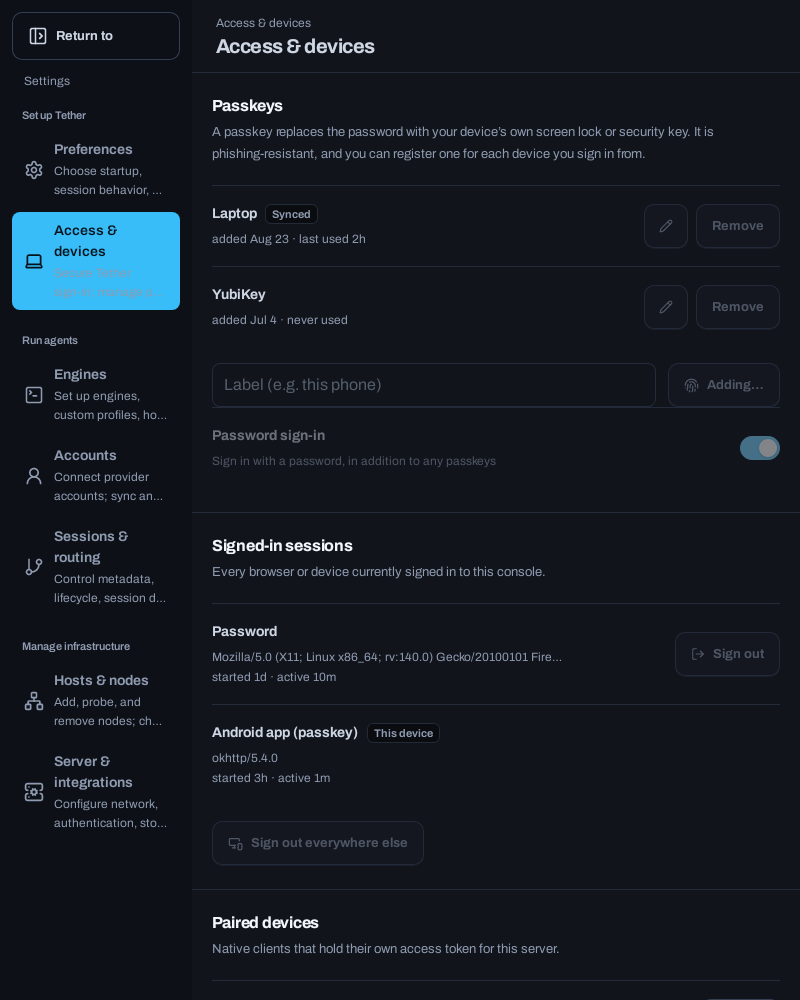 Return to
Settings
Set up Tether
Preferences
Choose startup,
session behavior, ...
Access &
devices
Run agents
Engines
Set up engines,
custom profiles, ho...
Accounts
Connect provider
accounts; sync an...
Sessions &
routing
Control metadata,
lifecycle, session d...
Manage infrastructure
Hosts & nodes
Add, probe, and
remove nodes; ch...
Server &
integrations
Configure network,
authentication, sto...
Access & devices
Access & devices
Passkeys
A passkey replaces the password with your device's own screen lock or security key. It is
phishing-resistant, and you can register one for each device you sign in from.
Laptop Synced
added Aug 23 · last used 2h
Remove
YubiKey
added Jul 4 · never used
Remove
Label (e.g. this phone)
Adding...
Password sign-in
Sign in with a password, in addition to any passkeys
Signed-in sessions
Every browser or device currently signed in to this console.
Password
Mozilla/5.0 (X11; Linux x86_64; rv:140.0) Gecko/20100101 Fire...
started 1d · active 10m
Sign out
Android app (passkey) This device
okhttp/5.4.0
started 3h · active 1m
Sign out everywhere else
Paired devices
Native clients that hold their own access token for this server.